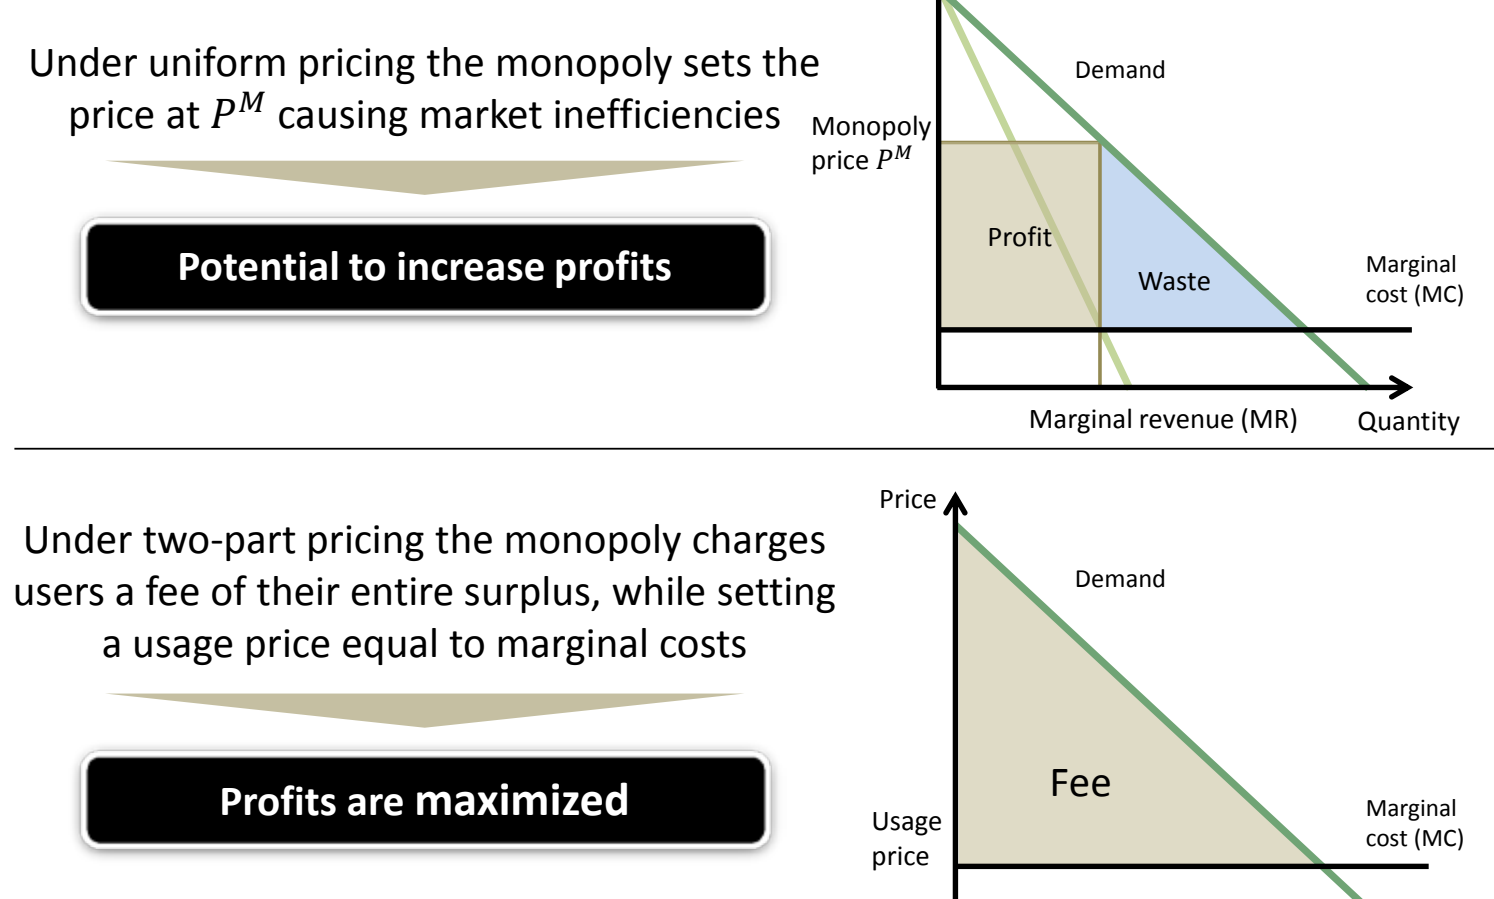 Under uniform pricing the monopoly sets the
price at P^M causing market inefficiencies
Potential to increase profits
Demand
Monopoly
price P^M
Profit
Waste
Marginal
cost (MC)
Marginal revenue (MR)
Quantity
Under two-part pricing the monopoly charges
users a fee of their entire surplus, while setting
a usage price equal to marginal costs
Profits are maximized
Price
Demand
Fee
Usage
price
Marginal
cost (MC)